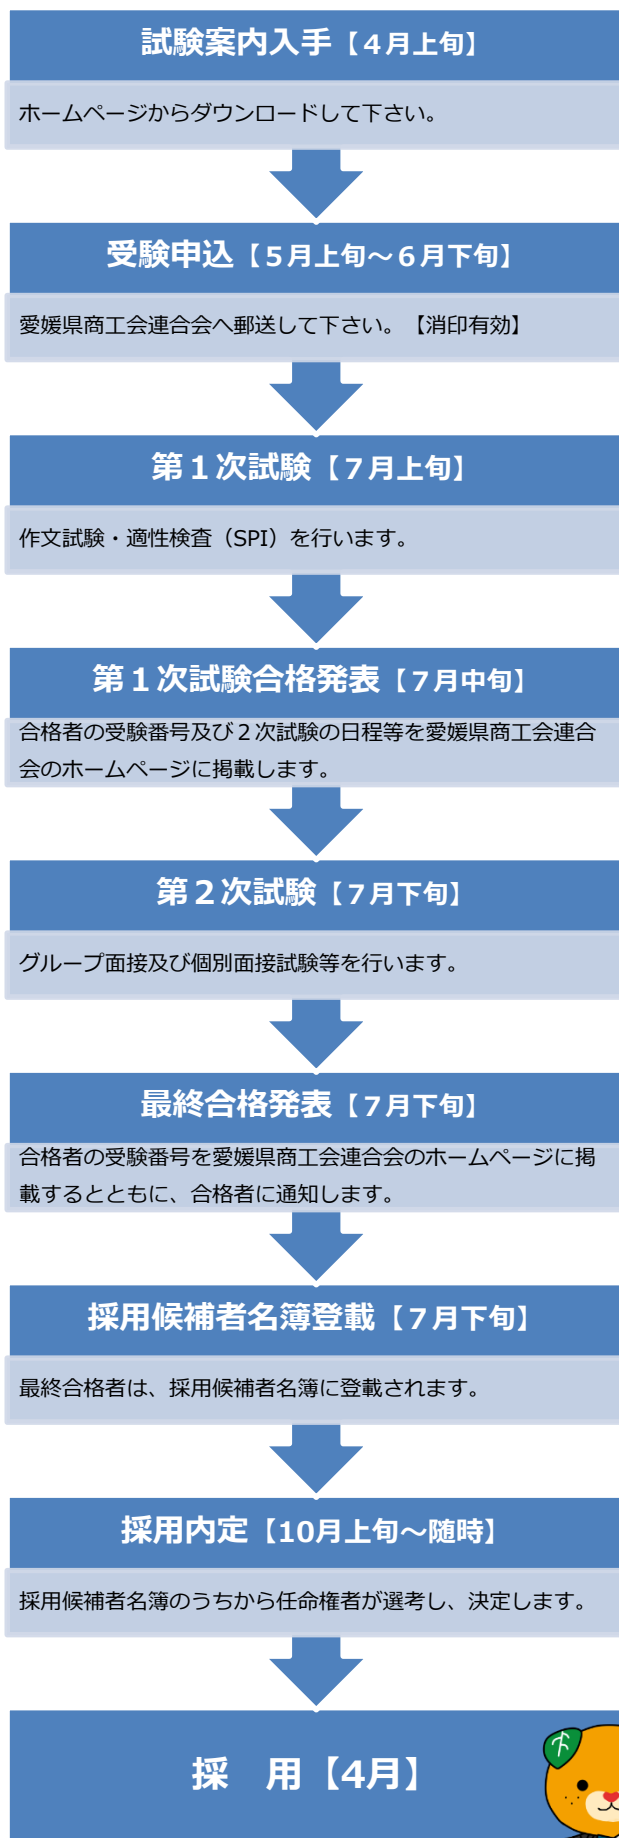 試験案内入手【４月上旬】
ホームページからダウンロードして下さい。
受験申込【５月上旬～６月下旬】
愛媛県商工会連合会へ郵送して下さい。【消印有効】
第１次試験【７月上旬】
作文試験・適性検査（SPI）を行います。
第１次試験合格発表【７月中旬】
合格者の受験番号及び２次試験の日程等を愛媛県商工会連合
会のホームページに掲載します。
第２次試験【７月下旬】
グループ面接及び個別面接試験等を行います。
最終合格発表【７月下旬】
合格者の受験番号を愛媛県商工会連合会のホームページに掲
載するとともに、合格者に通知します。
採用候補者名簿登載【７月下旬】
最終合格者は、採用候補者名簿に登載されます。
採用内定【10月上旬～随時】
採用候補者名簿のうちから任命権者が選考し、決定します。
採　用【4月】